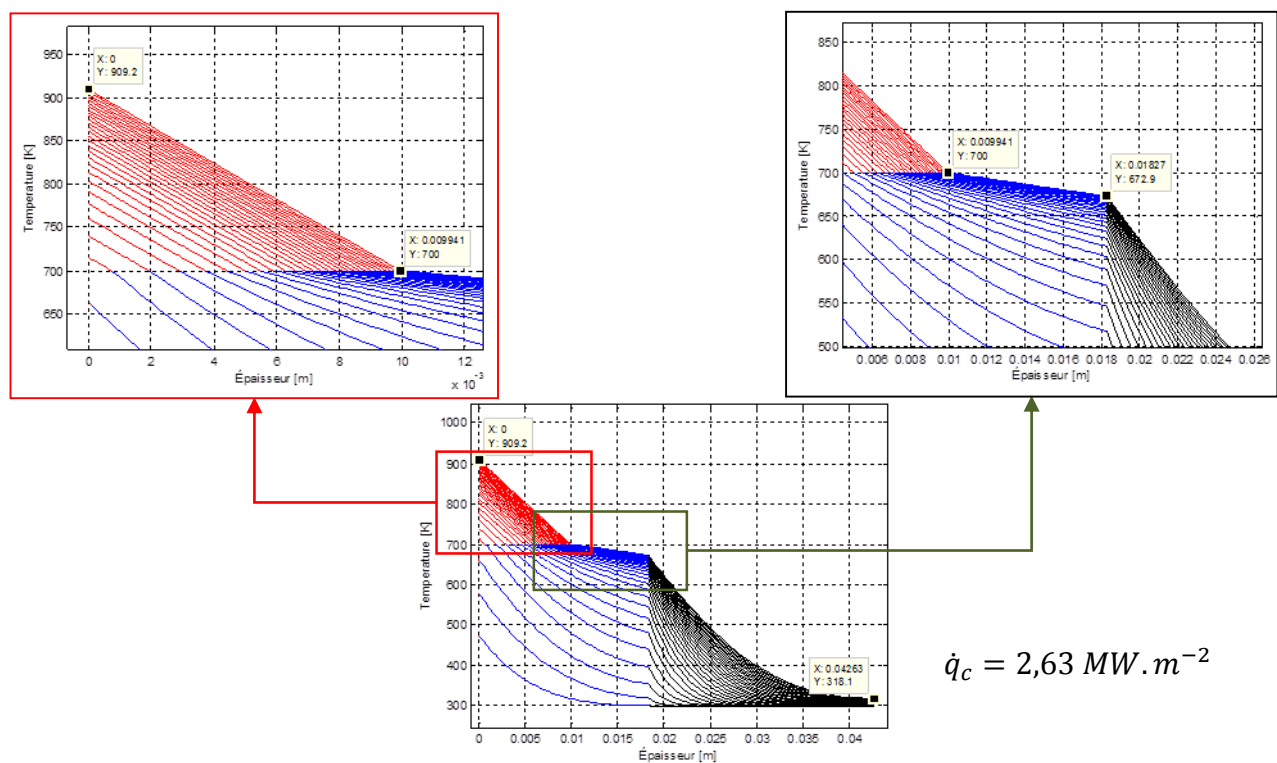 950
900
850
800
750
700
650
Temperature [K]
X: 0
Y: 909.2
X: 0.009941
Y: 700
0
2
4
6
8
10
12
Épaisseur [m]
x 10⁻³
850
800
750
700
650
600
550
500
Temperature [K]
X: 0.009941
Y: 700
X: 0.01827
Y: 672.9
0.006
0.008
0.01
0.012
0.014
0.016
0.018
0.02
0.022
0.024
0.026
Épaisseur [m]
1000
900
800
700
600
500
400
300
Temperature [K]
X: 0
Y: 909.2
X: 0.04263
Y: 318.1
0
0.005
0.01
0.015
0.02
0.025
0.03
0.035
0.04
Épaisseur [m]
q̇c = 2,63 MW.m⁻²